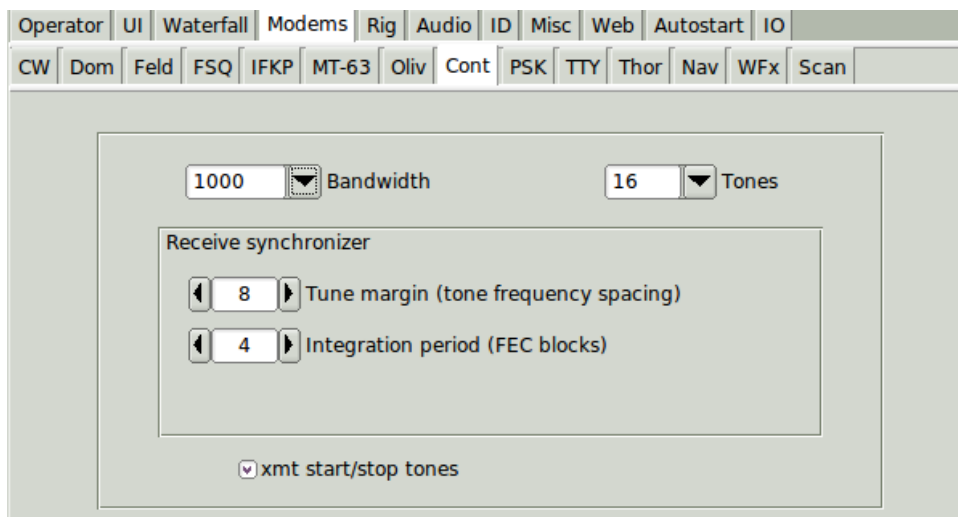 Operator UI Waterfall Modems Rig Audio ID Misc Web Autostart IO
CW Dom Feld FSQ IFKP MT-63 Oliv Cont PSK TTY Thor Nav WFx Scan
1000 Bandwidth 16 Tones
Receive synchronizer
8 Tune margin (tone frequency spacing)
4 Integration period (FEC blocks)
xmt start/stop tones